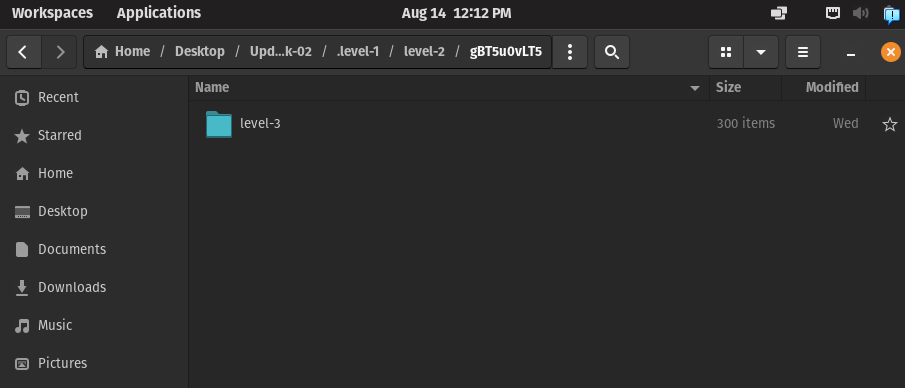 Workspaces Applications Aug 14 12:12 PM
Home / Desktop / Upd...k-02 / .level-1 / level-2 / gBT5u0vLT5
Name Size Modified
Recent
level-3 300 items Wed
Starred
Home
Desktop
Documents
Downloads
Music
Pictures